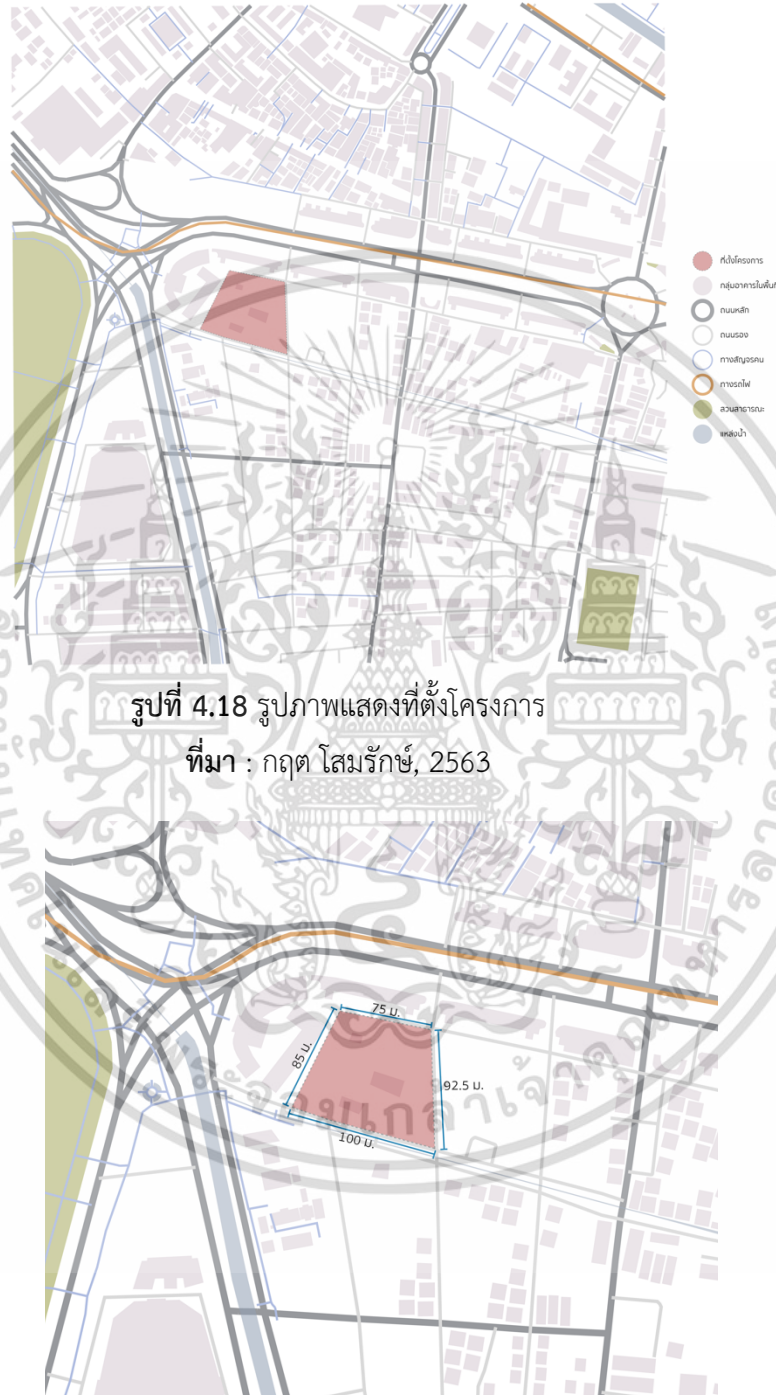 ที่ตั้งโครงการ
กลุ่มอาคารในพื้นที่
ถนนหลัก
ถนนรอง
ทางสัญจรคน
ทางรถไฟ
สวนสาธารณะ
แหล่งน้ำ
รูปที่ 4.18 รูปภาพแสดงที่ตั้งโครงการ
ที่มา : กฤต โสมรักษ์, 2563
75 ม.
85 ม.
92.5 ม.
100 ม.